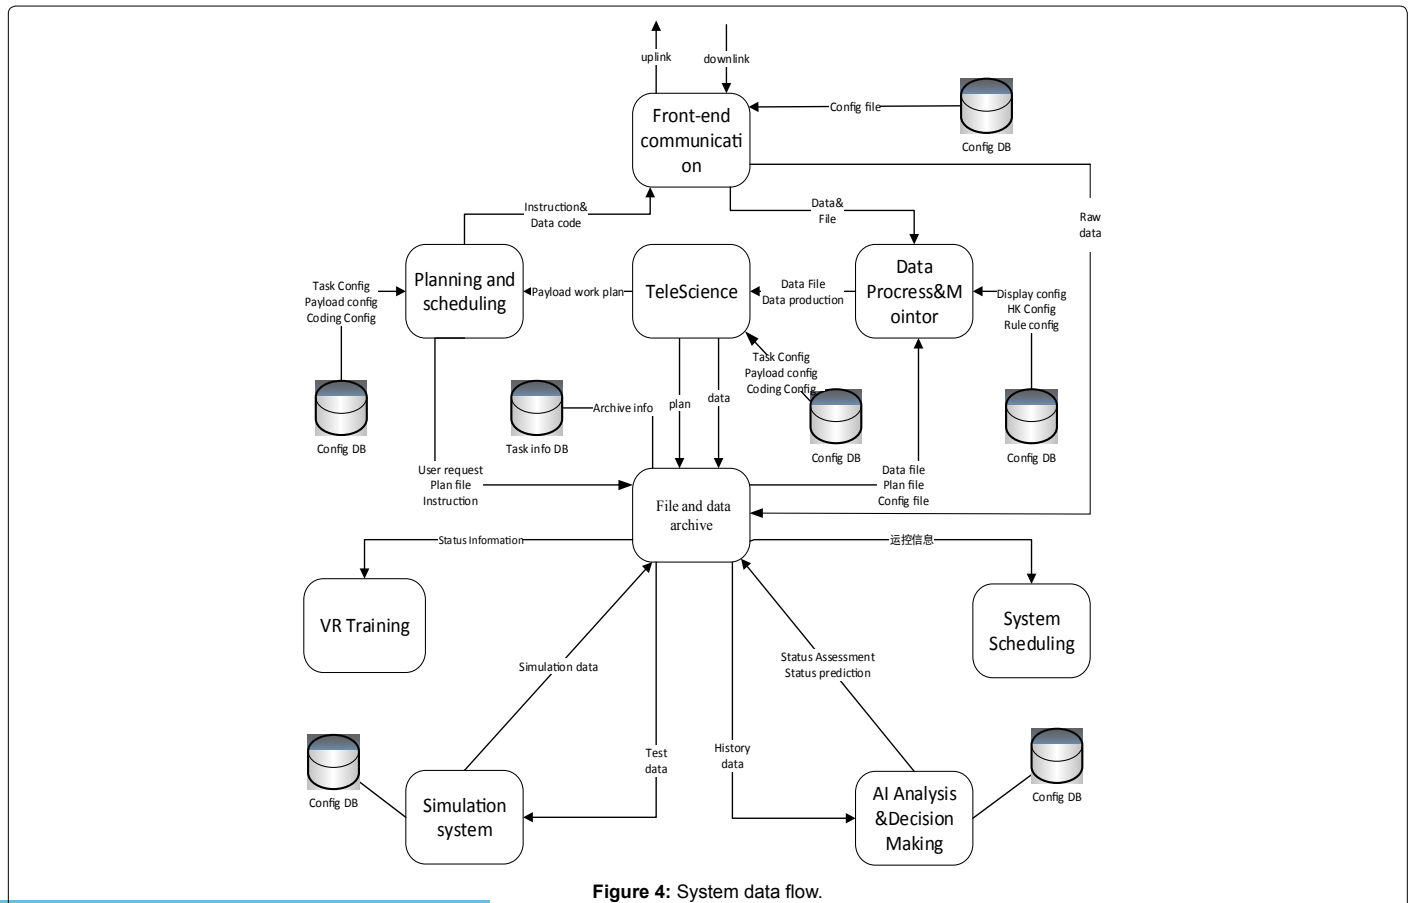 uplink
downlink
Front-end
communicati
on
Config file
Config DB
Instruction&
Data code
Data&
File
Raw
data
Task Config
Payload config
Coding Config
Planning and
scheduling
Payload work plan
TeleScience
Data File
Data production
Data
Procress&M
ointor
Display config
HK Config
Rule config
Task Config
Payload config
Coding Config
Config DB
Archive info
Task info DB
plan
data
Config DB
Config DB
User request
Plan file
Instruction
Data file
Plan file
Config file
File and data
archive
Status Information
运控信息
VR Training
System
Scheduling
Simulation data
Status Assessment
Status prediction
Test
data
History
data
Config DB
Simulation
system
AI Analysis
&Decision
Making
Config DB
Figure 4: System data flow.